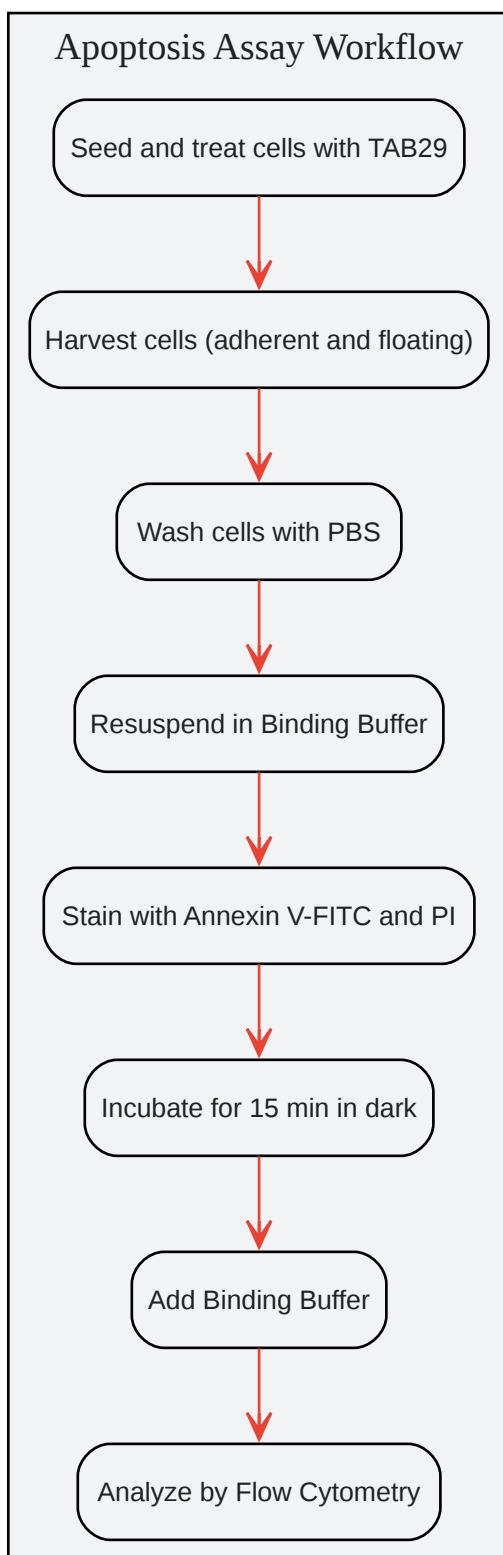 Apoptosis Assay Workflow
Seed and treat cells with TAB29
Harvest cells (adherent and floating)
Wash cells with PBS
Resuspend in Binding Buffer
Stain with Annexin V-FITC and PI
Incubate for 15 min in dark
Add Binding Buffer
Analyze by Flow Cytometry